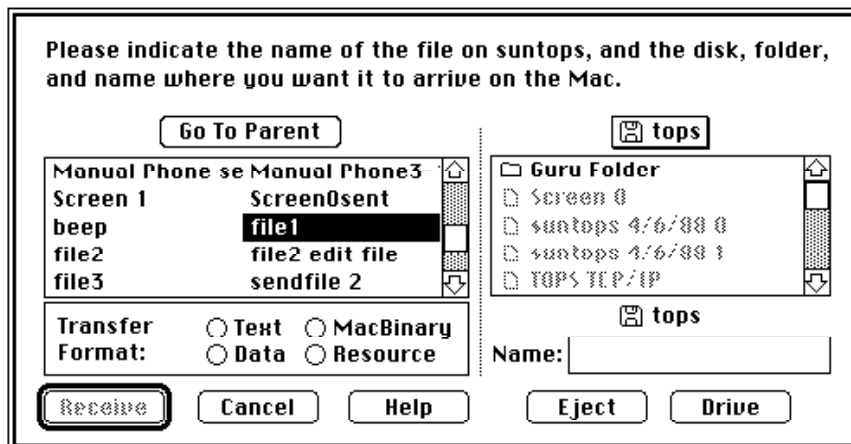 Please indicate the name of the file on suntops, and the disk, folder,
and name where you want it to arrive on the Mac.
Go To Parent
Manual Phone se Manual Phone3
Screen 1 Screen0sent
beep file1
file2 file2 edit file
file3 sendfile 2
Transfer Format:
Text MacBinary
Data Resource
tops
Guru Folder
Screen 0
suntops 4/6/88 0
suntops 4/6/88 1
TOPS TCP/IP
tops
Name:
Receive Cancel Help Eject Drive